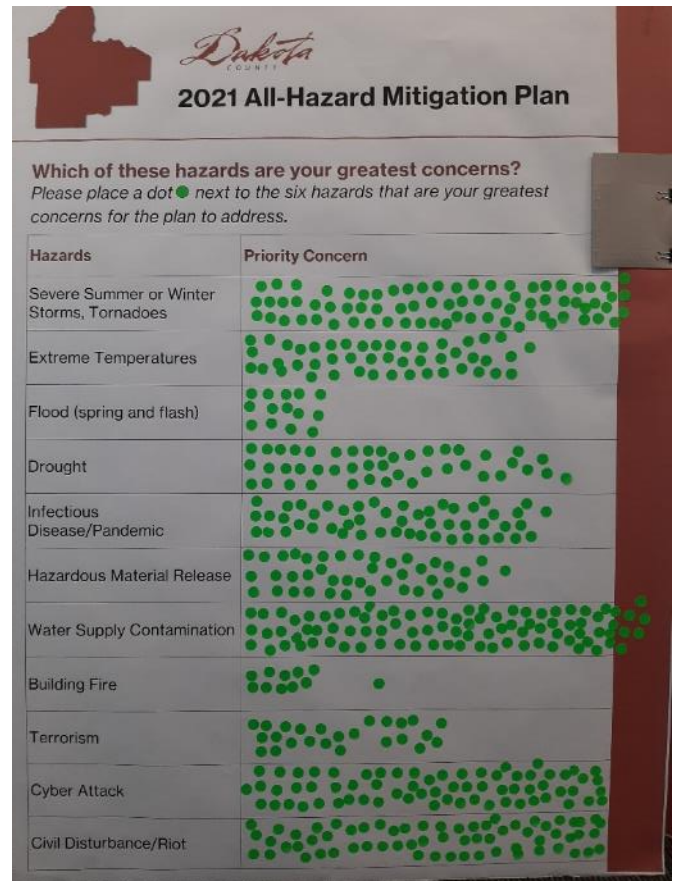 Dakota
COUNTY
2021 All-Hazard Mitigation Plan
Which of these hazards are your greatest concerns?
Please place a dot next to the six hazards that are your greatest
concerns for the plan to address.
Hazards Priority Concern
Severe Summer or Winter
Storms, Tornadoes
Extreme Temperatures
Flood (spring and flash)
Drought
Infectious
Disease/Pandemic
Hazardous Material Release
Water Supply Contamination
Building Fire
Terrorism
Cyber Attack
Civil Disturbance/Riot